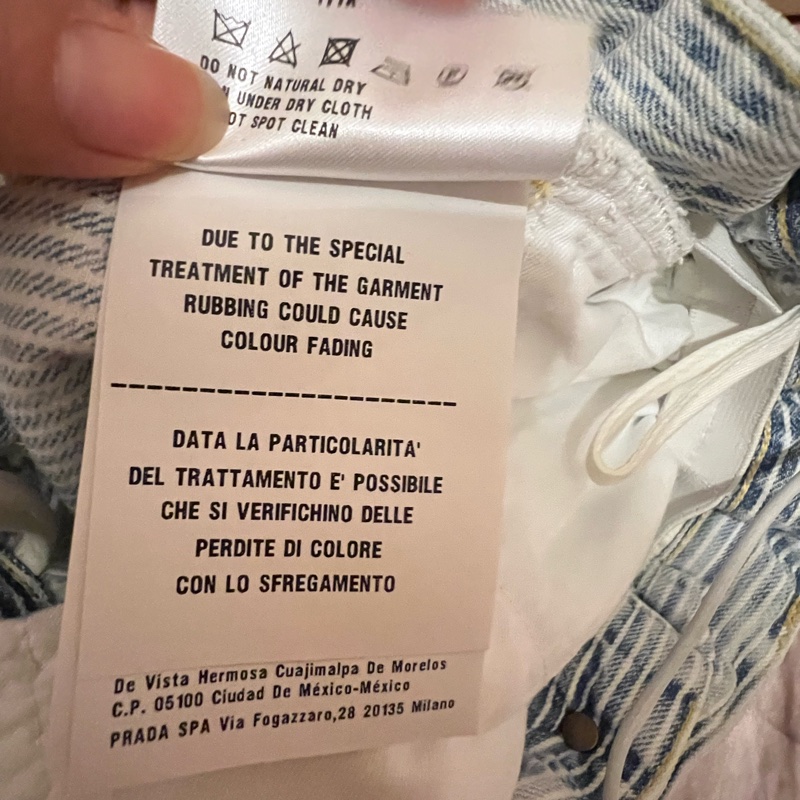 DO NOT NATURAL DRY
UNDER DRY CLOTH
SPOT CLEAN
DUE TO THE SPECIAL
TREATMENT OF THE GARMENT
RUBBING COULD CAUSE
COLOUR FADING
DATA LA PARTICOLARITA'
DEL TRATTAMENTO E' POSSIBILE
CHE SI VERIFICHINO DELLE
PERDITE DI COLORE
CON LO SFREGAMENTO
De Vista Hermosa Cuajimalpa De Morelos
C.P. 05100 Ciudad De México-México
PRADA SPA Via Fogazzaro,28 20135 Milano